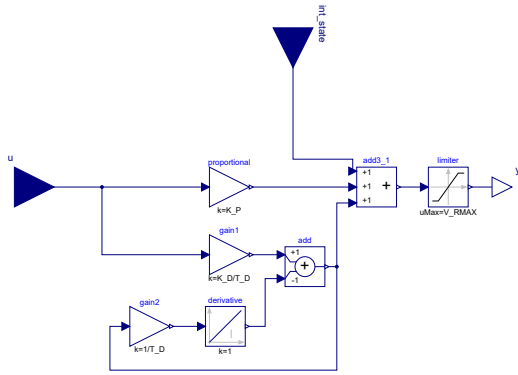 int_state
u
y
proportional
k=K_P
add3_1
+1
+1
+1
+
limiter
uMax=V_RMAX
gain1
k=K_D/T_D
add
+1
+
-1
gain2
k=1/T_D
derivative
I
k=1